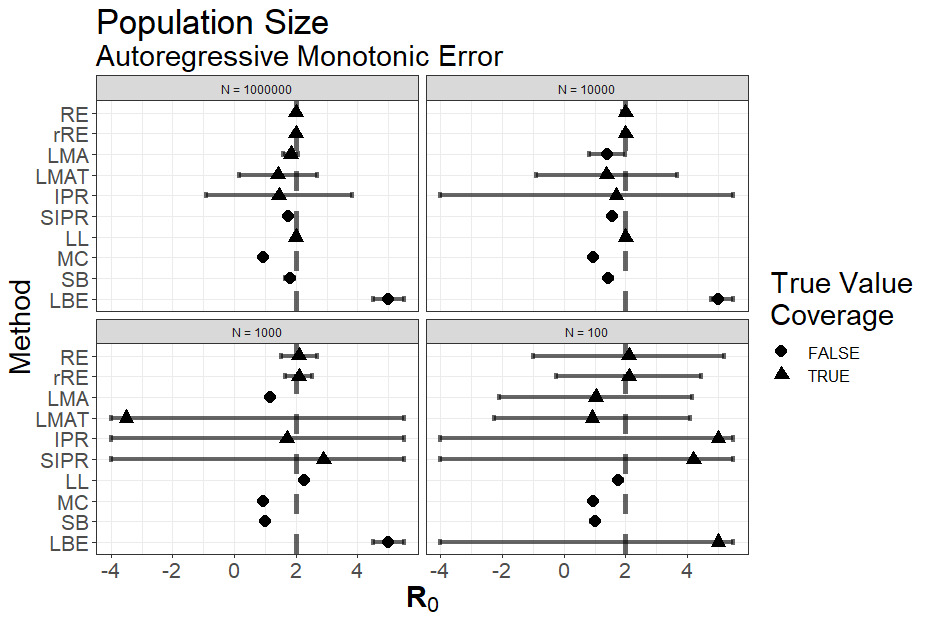 Population Size
Autoregressive Monotonic Error
N = 1000000
N = 10000
RE
rRE
LMA
LMAT
IPR
SIPR
LL
MC
SB
LBE
N = 1000
N = 100
RE
rRE
LMA
LMAT
IPR
SIPR
LL
MC
SB
LBE
-4 -2 0 2 4
-4 -2 0 2 4
Method
R0
True Value
Coverage
FALSE
TRUE